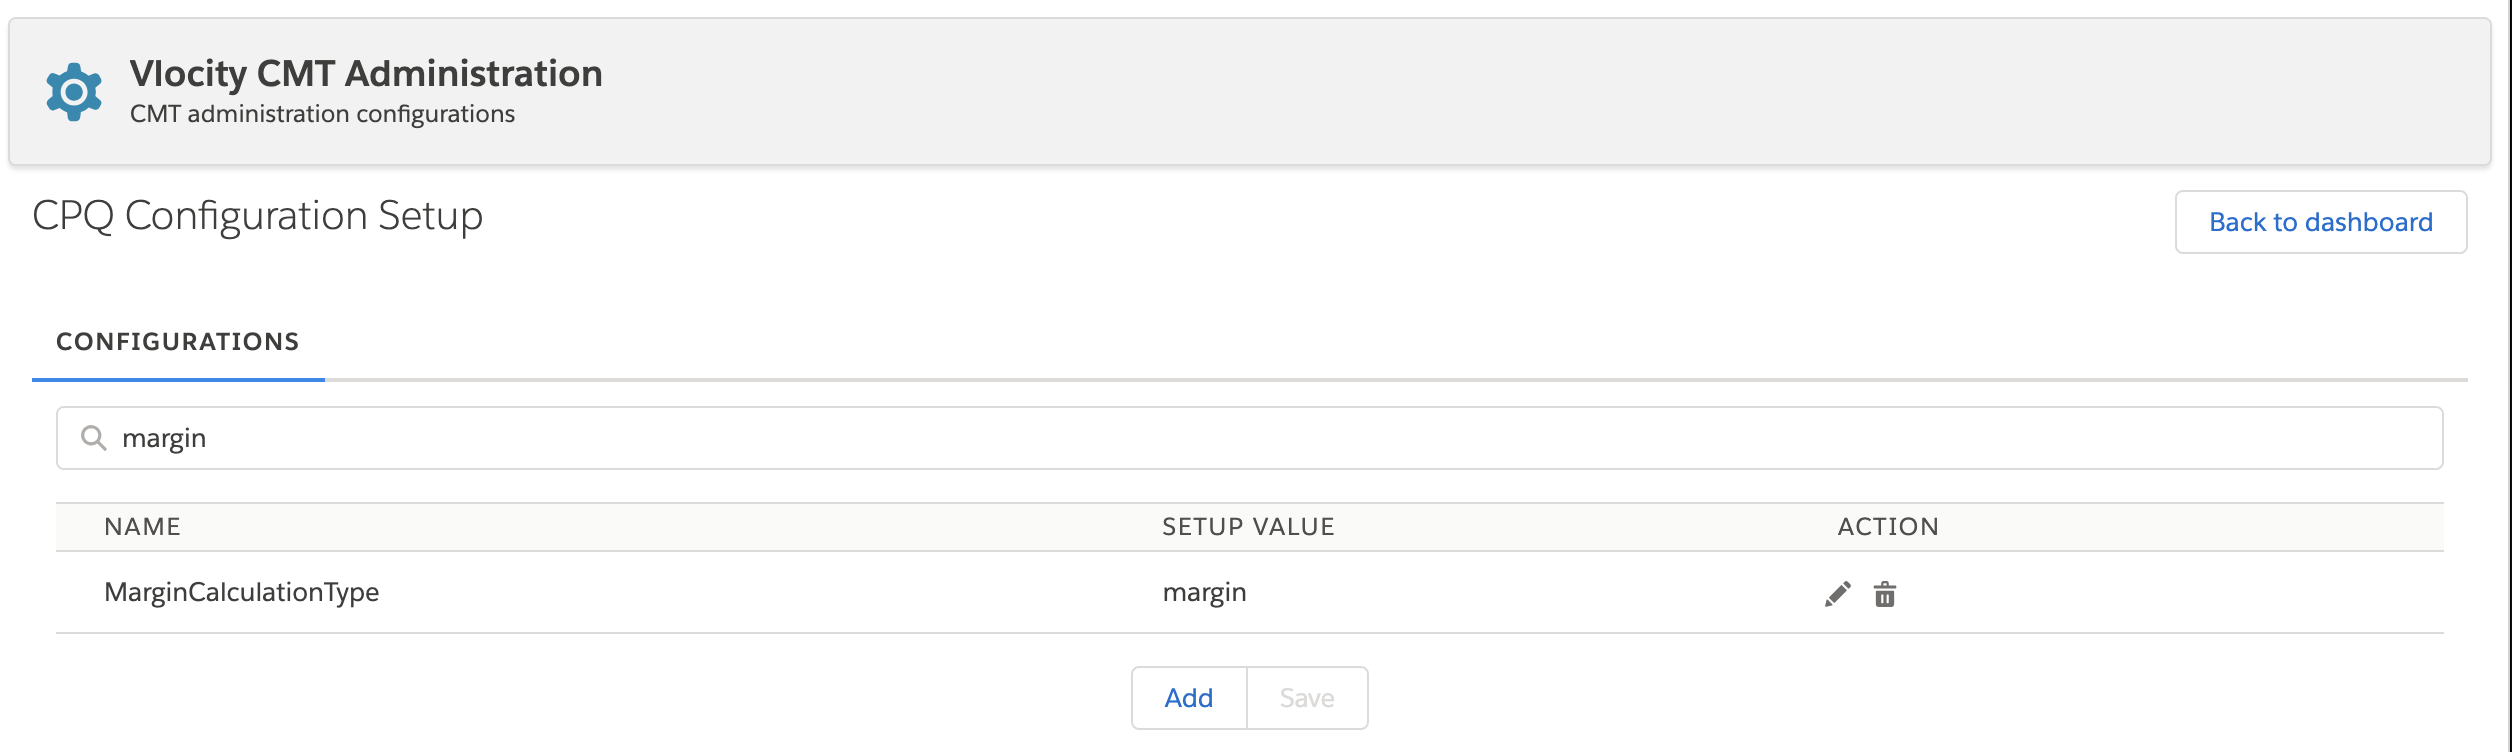 Vlocity CMT Administration
CMT administration configurations
CPQ Configuration Setup
Back to dashboard
CONFIGURATIONS
margin
NAME SETUP VALUE ACTION
MarginCalculationType margin
Add Save